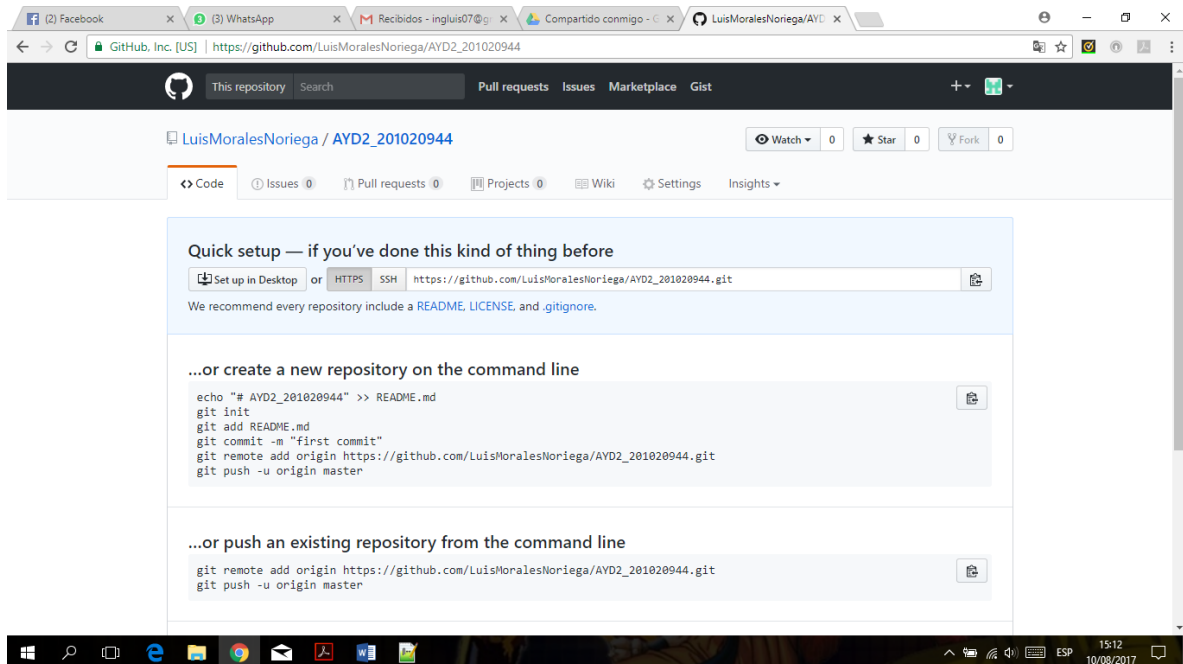 (2) Facebook
(3) WhatsApp
Recibidos - ingluis07@g
Compartido conmigo - G
LuisMoralesNoriega/AYD
GitHub, Inc. [US] | https://github.com/LuisMoralesNoriega/AYD2_201020944
This repository Search Pull requests Issues Marketplace Gist
LuisMoralesNoriega / AYD2_201020944
Watch 0 Star 0 Fork 0
Code Issues 0 Pull requests 0 Projects 0 Wiki Settings Insights
Quick setup — if you’ve done this kind of thing before
Set up in Desktop or HTTPS SSH https://github.com/LuisMoralesNoriega/AYD2_201020944.git
We recommend every repository include a README, LICENSE, and .gitignore.
…or create a new repository on the command line
echo "# AYD2_201020944" >> README.md
git init
git add README.md
git commit -m "first commit"
git remote add origin https://github.com/LuisMoralesNoriega/AYD2_201020944.git
git push -u origin master
…or push an existing repository from the command line
git remote add origin https://github.com/LuisMoralesNoriega/AYD2_201020944.git
git push -u origin master
ESP
15:12
10/08/2017